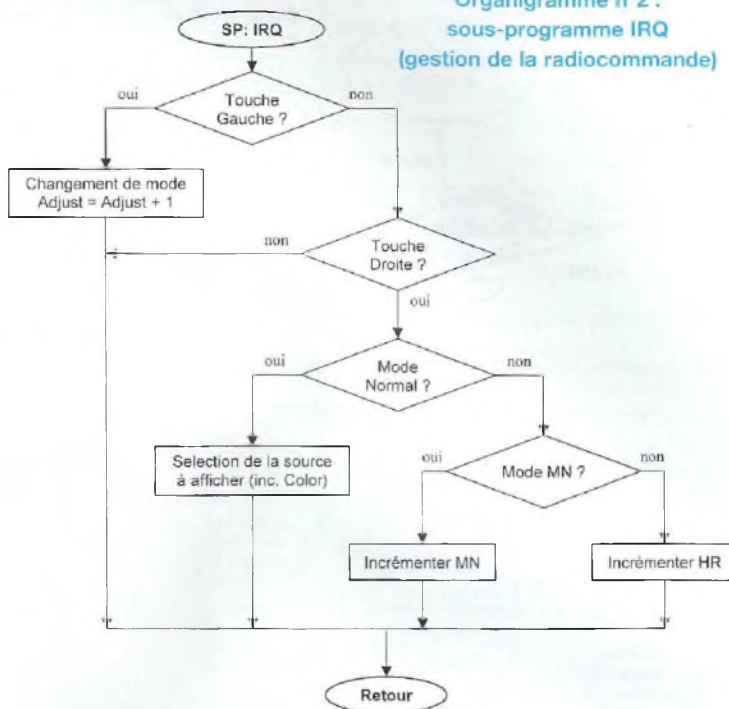 Organigramme n°2 :
sous-programme IRQ
(gestion de la radiocommande)
SP: IRQ
oui
Touche
Gauche ?
non
Changement de mode
Adjust = Adjust + 1
non
Touche
Droite ?
oui
oui
Mode
Normal ?
non
Selection de la source
à afficher (inc. Color)
oui
Mode MN ?
non
Incrémenter MN
Incrémenter HR
Retour